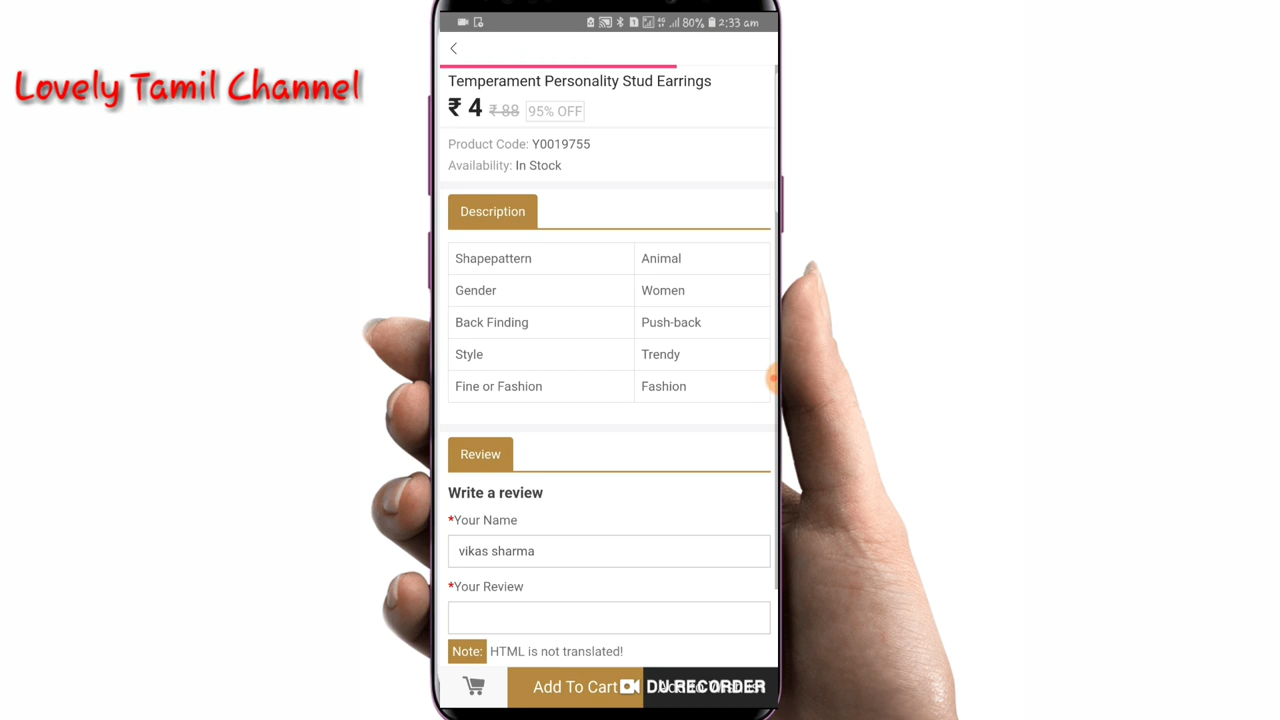 Lovely Tamil Channel
80% 2:33 am
Temperament Personality Stud Earrings
₹ 4 ₹ 88 95% OFF
Product Code: Y0019755
Availability: In Stock
Description
Shapepattern Animal
Gender Women
Back Finding Push-back
Style Trendy
Fine or Fashion Fashion
Review
Write a review
*Your Name
vikas sharma
*Your Review
Note: HTML is not translated!
Add To Cart DU RECORDER